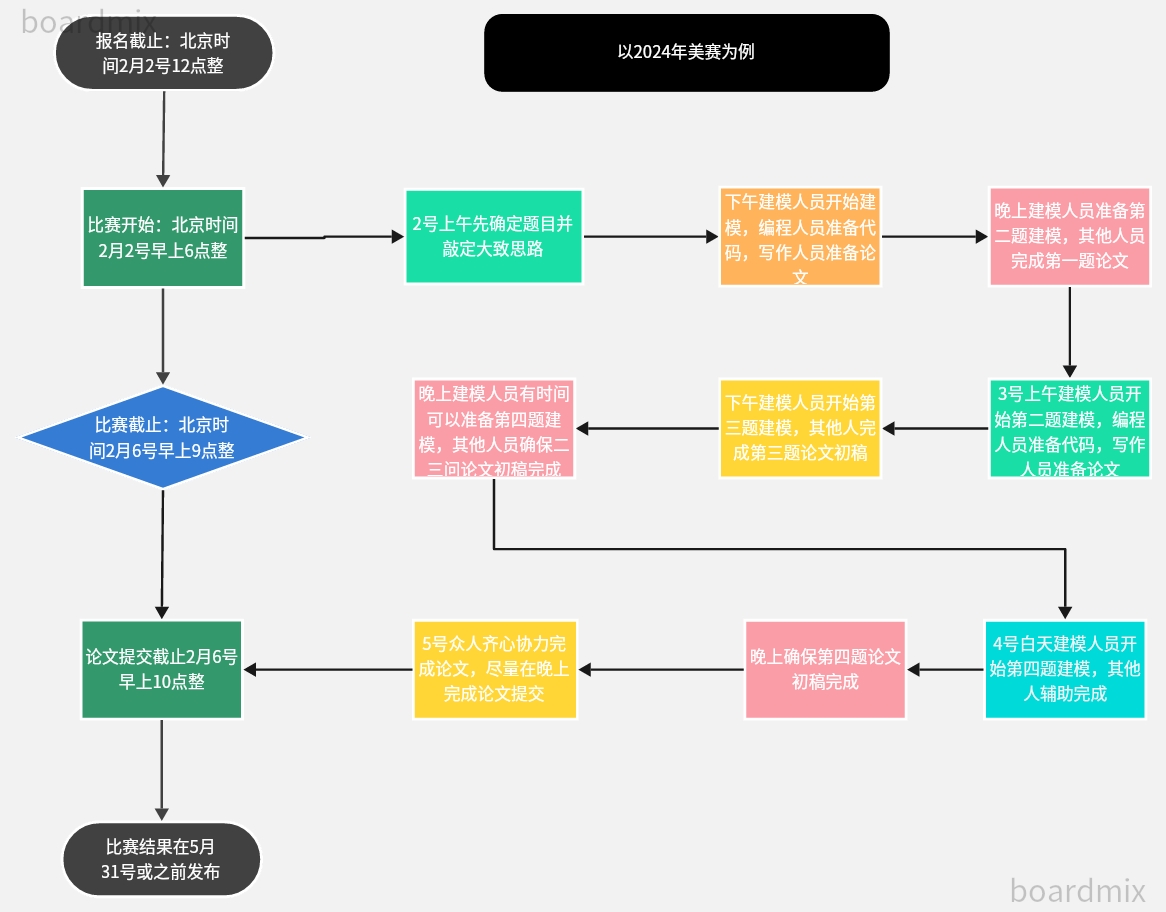 boardmix
报名截止：北京时
间2月2号12点整
以2024年美赛为例
比赛开始：北京时间
2月2号早上6点整
2号上午先确定题目并
敲定大致思路
下午建模人员开始建
模，编程人员准备代
码，写作人员准备论
文
晚上建模人员准备第
二题建模，其他人员
完成第一题论文
比赛截止：北京时
间2月6号早上9点整
晚上建模人员有时间
可以准备第四题建
模，其他人员确保二
三问论文初稿完成
下午建模人员开始第
三题建模，其他人完
成第三题论文初稿
3号上午建模人员开
始第二题建模，编程
人员准备代码，写作
人员准备论文
论文提交截止2月6号
早上10点整
5号众人齐心协力完
成论文，尽量在晚上
完成论文提交
晚上确保第四题论文
初稿完成
4号白天建模人员开
始第四题建模，其他
人辅助完成
比赛结果在5月
31号或之前发布
boardmix